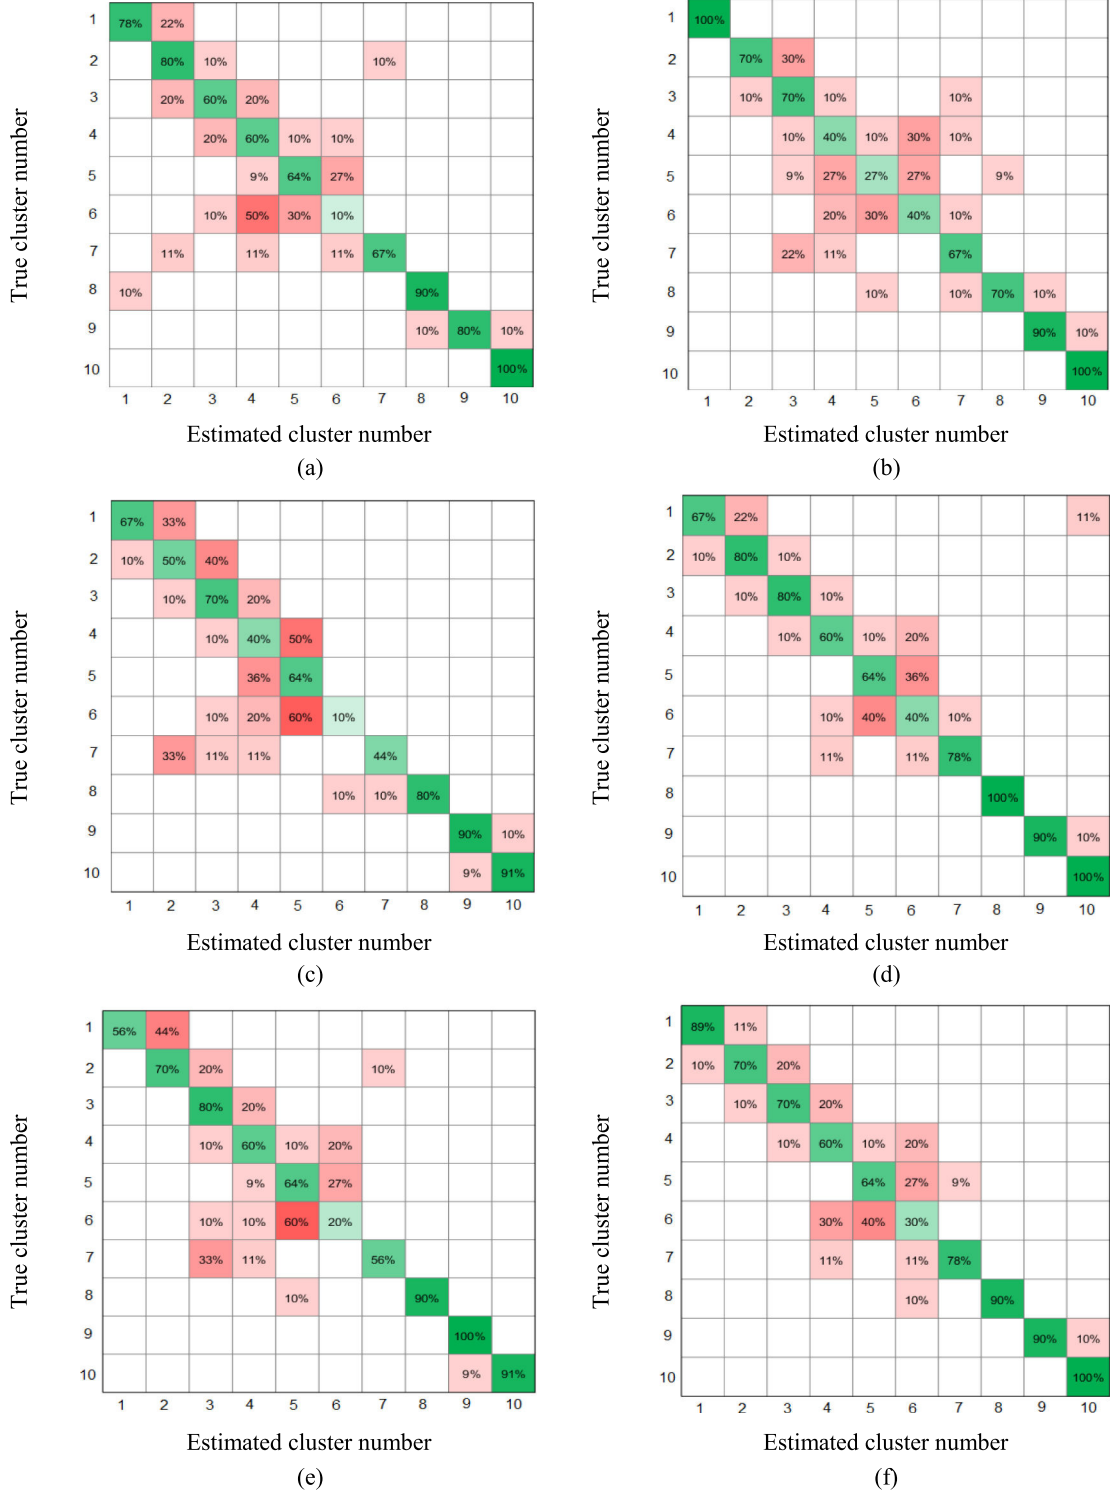 True cluster number
1 78% 22%
2 80% 10% 10%
3 20% 60% 20%
4 20% 60% 10% 10%
5 9% 64% 27%
6 10% 50% 30% 10%
7 11% 11% 11% 67%
8 10% 90%
9 10% 80% 10%
10 100%
1 2 3 4 5 6 7 8 9 10
Estimated cluster number
(a)
True cluster number
1 100%
2 70% 30%
3 10% 70% 10% 10%
4 10% 40% 10% 30% 10%
5 9% 27% 27% 27% 9%
6 20% 30% 40% 10%
7 22% 11% 67%
8 10% 10% 70% 10%
9 90% 10%
10 100%
1 2 3 4 5 6 7 8 9 10
Estimated cluster number
(b)
True cluster number
1 67% 33%
2 10% 50% 40%
3 10% 70% 20%
4 10% 40% 50%
5 36% 64%
6 10% 20% 60% 10%
7 33% 11% 11% 44%
8 10% 10% 80%
9 90% 10%
10 9% 91%
1 2 3 4 5 6 7 8 9 10
Estimated cluster number
(c)
True cluster number
1 67% 22% 11%
2 10% 80% 10%
3 10% 80% 10%
4 10% 60% 10% 20%
5 64% 36%
6 10% 40% 40% 10%
7 11% 11% 78%
8 100%
9 90% 10%
10 100%
1 2 3 4 5 6 7 8 9 10
Estimated cluster number
(d)
True cluster number
1 56% 44%
2 70% 20% 10%
3 80% 20%
4 10% 60% 10% 20%
5 9% 64% 27%
6 10% 10% 60% 20%
7 33% 11% 56%
8 10% 90%
9 100%
10 9% 91%
1 2 3 4 5 6 7 8 9 10
Estimated cluster number
(e)
True cluster number
1 89% 11%
2 10% 70% 20%
3 10% 70% 20%
4 10% 60% 10% 20%
5 64% 27% 9%
6 30% 40% 30%
7 11% 11% 78%
8 10% 90%
9 90% 10%
10 100%
1 2 3 4 5 6 7 8 9 10
Estimated cluster number
(f)